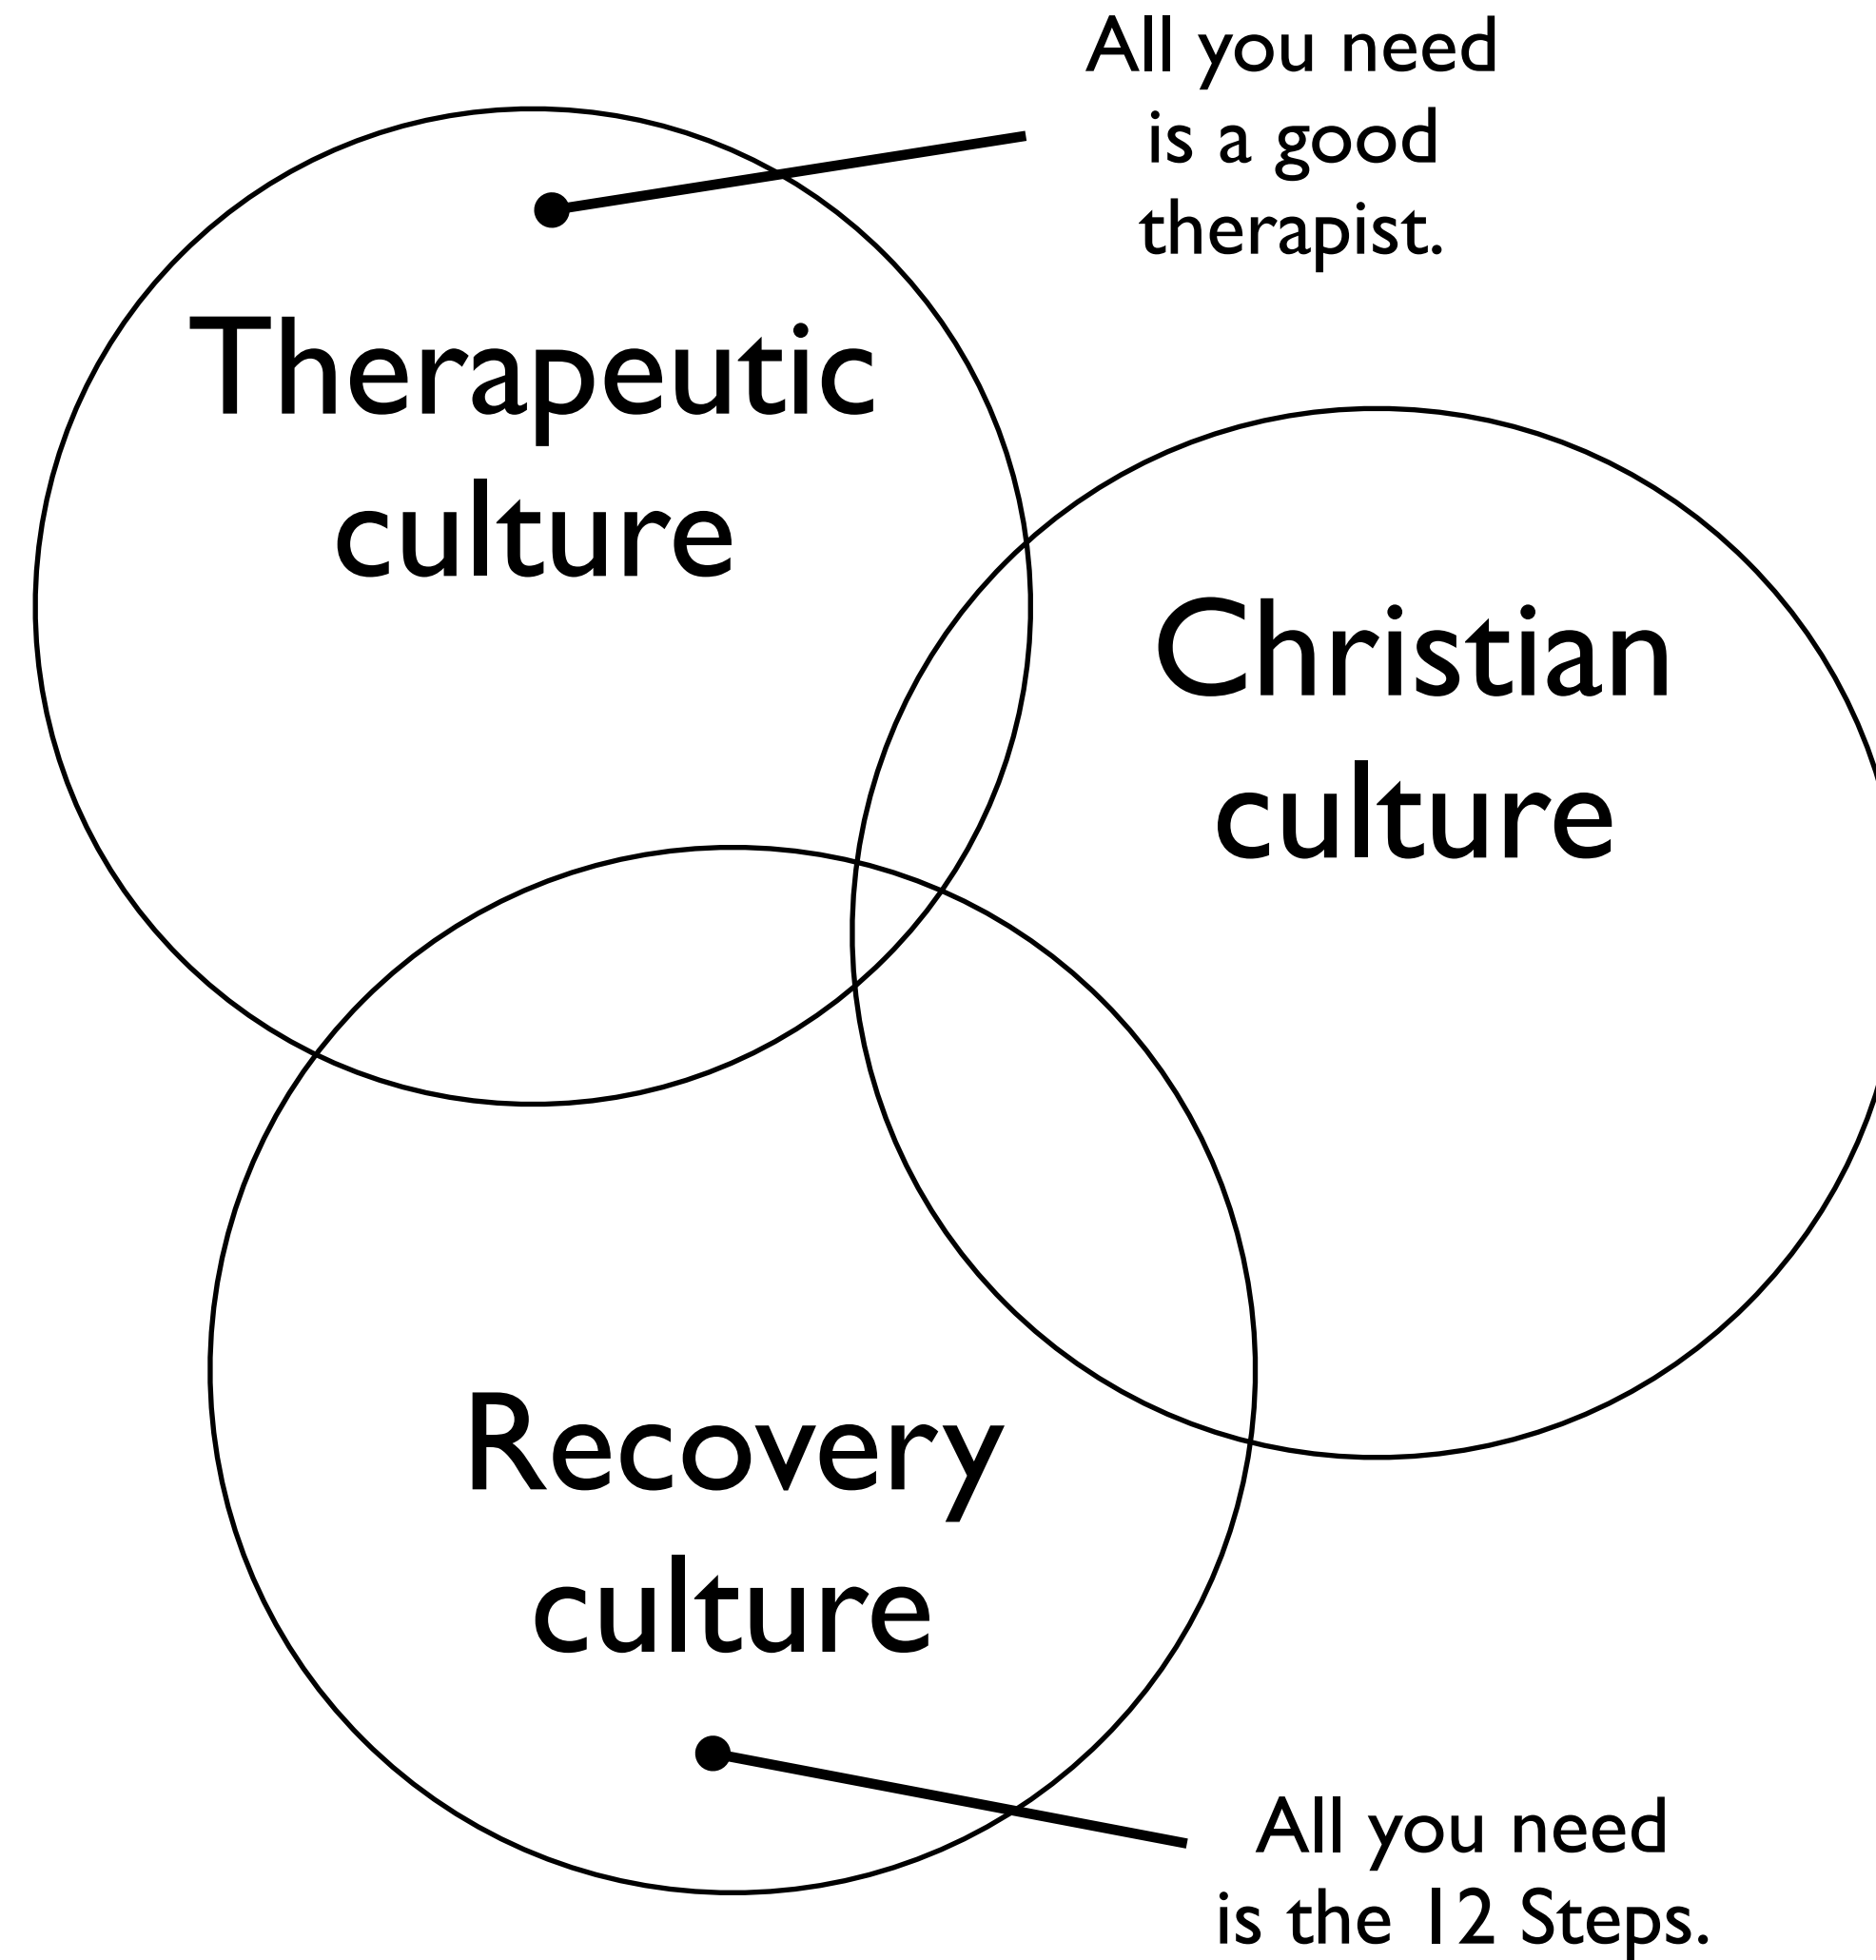 All you need
is a good
therapist.
Therapeutic
culture
Christian
culture
Recovery
culture
All you need
is the 12 Steps.